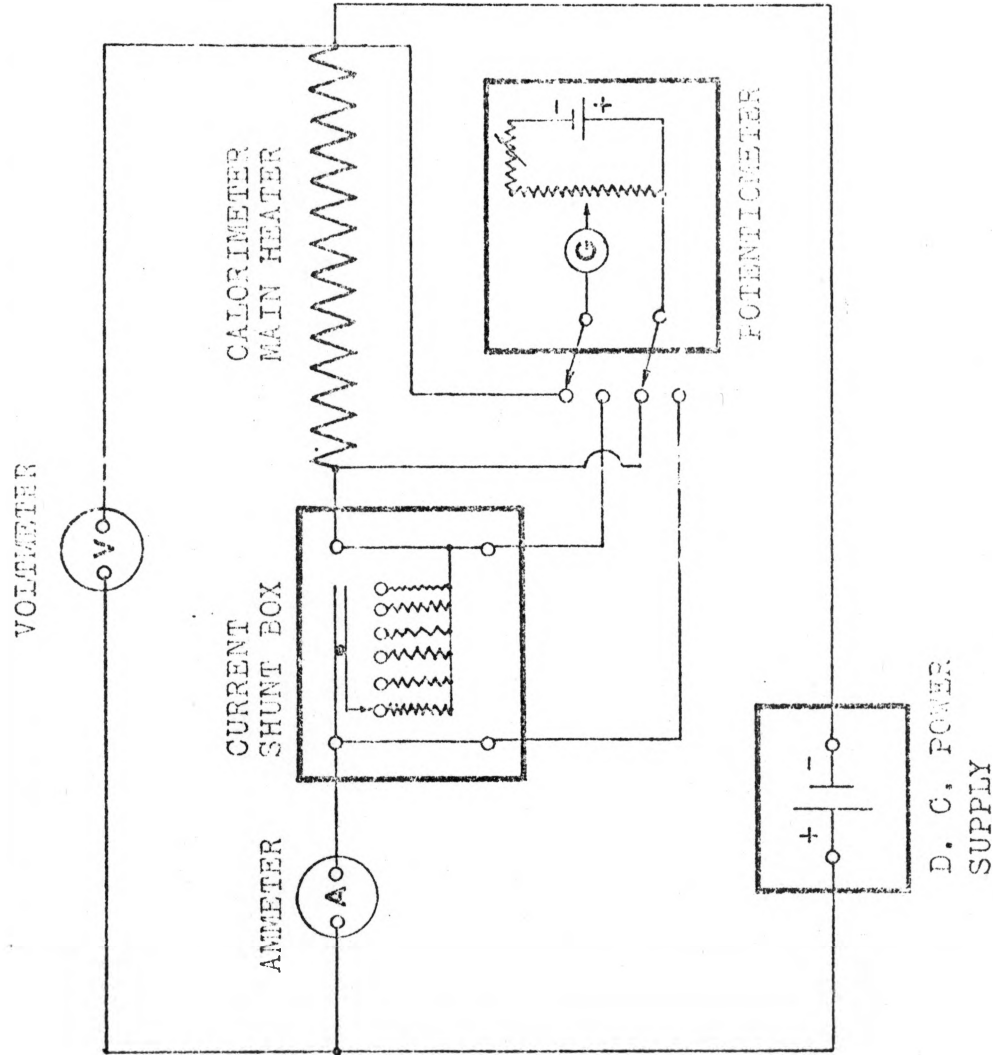 VOLTMETER
V
CALORIMETER
MAIN HEATER
CURRENT
SHUNT BOX
AMMETER
A
- +
G
POTENTIOMETER
+ -
D. C. POWER
SUPPLY